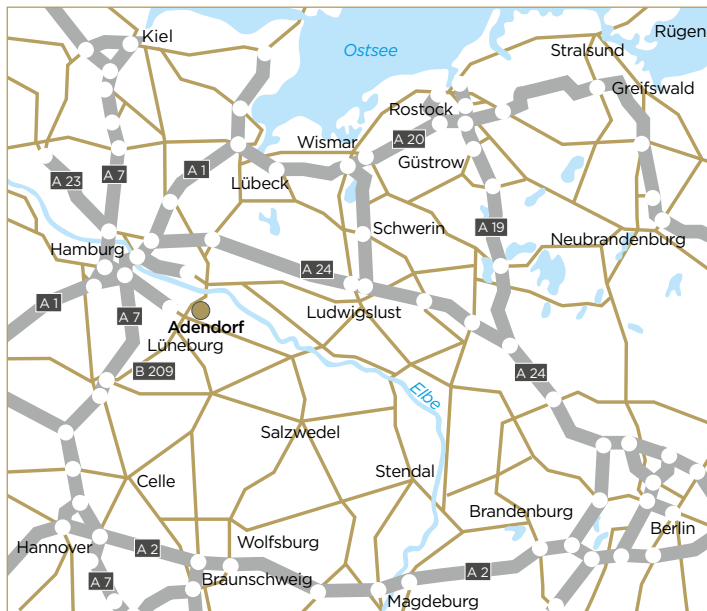 Kiel
Ostsee
Stralsund
Rügen
Greifswald
Rostock
A 20
Wismar
Güstrow
A 1
A 7
A 23
Lübeck
Schwerin
A 19
Neubrandenburg
Hamburg
A 24
A 1
A 7
Ludwigslust
Adendorf
Lüneburg
B 209
A 24
Elbe
Salzwedel
Stendal
Celle
Brandenburg
Berlin
Hannover
A 2
Wolfsburg
A 7
Braunschweig
A 2
Magdeburg